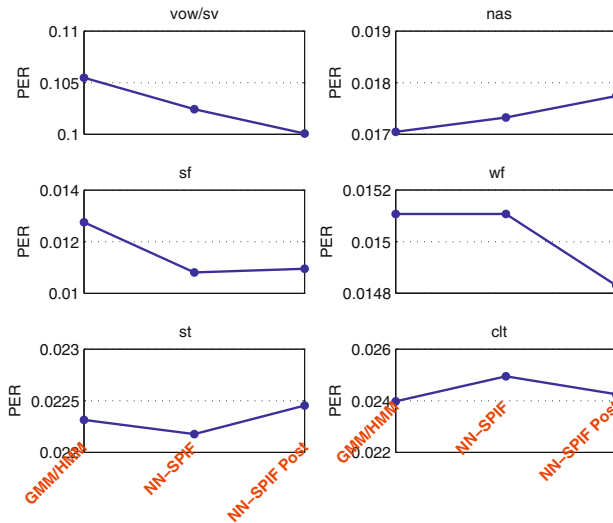 vow/sv
nas
0.11
0.105
0.1
PER
0.019
0.018
0.017
PER
sf
wf
0.014
0.012
0.01
PER
0.0152
0.015
0.0148
PER
st
clt
0.023
0.0225
0.022
PER
0.026
0.024
0.022
PER
GMM/HMM
NN-SPIF
NN-SPIF Post
GMM/HMM
NN-SPIF
NN-SPIF Post